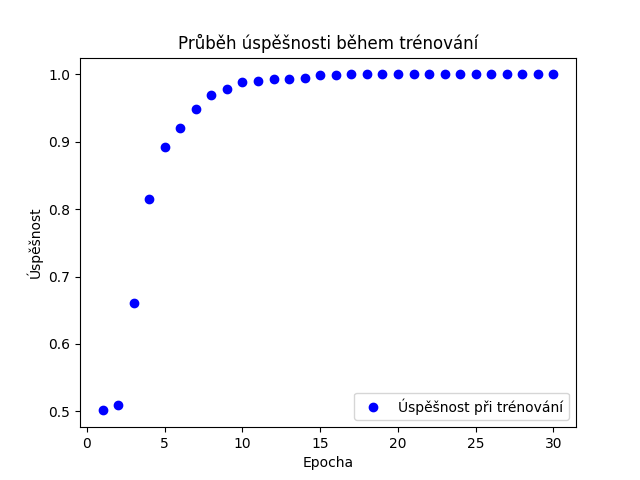 Průběh úspěšnosti během trénování
1.0
0.9
0.8
0.7
0.6
0.5
Úspěšnost
Úspěšnost při trénování
0 5 10 15 20 25 30
Epocha